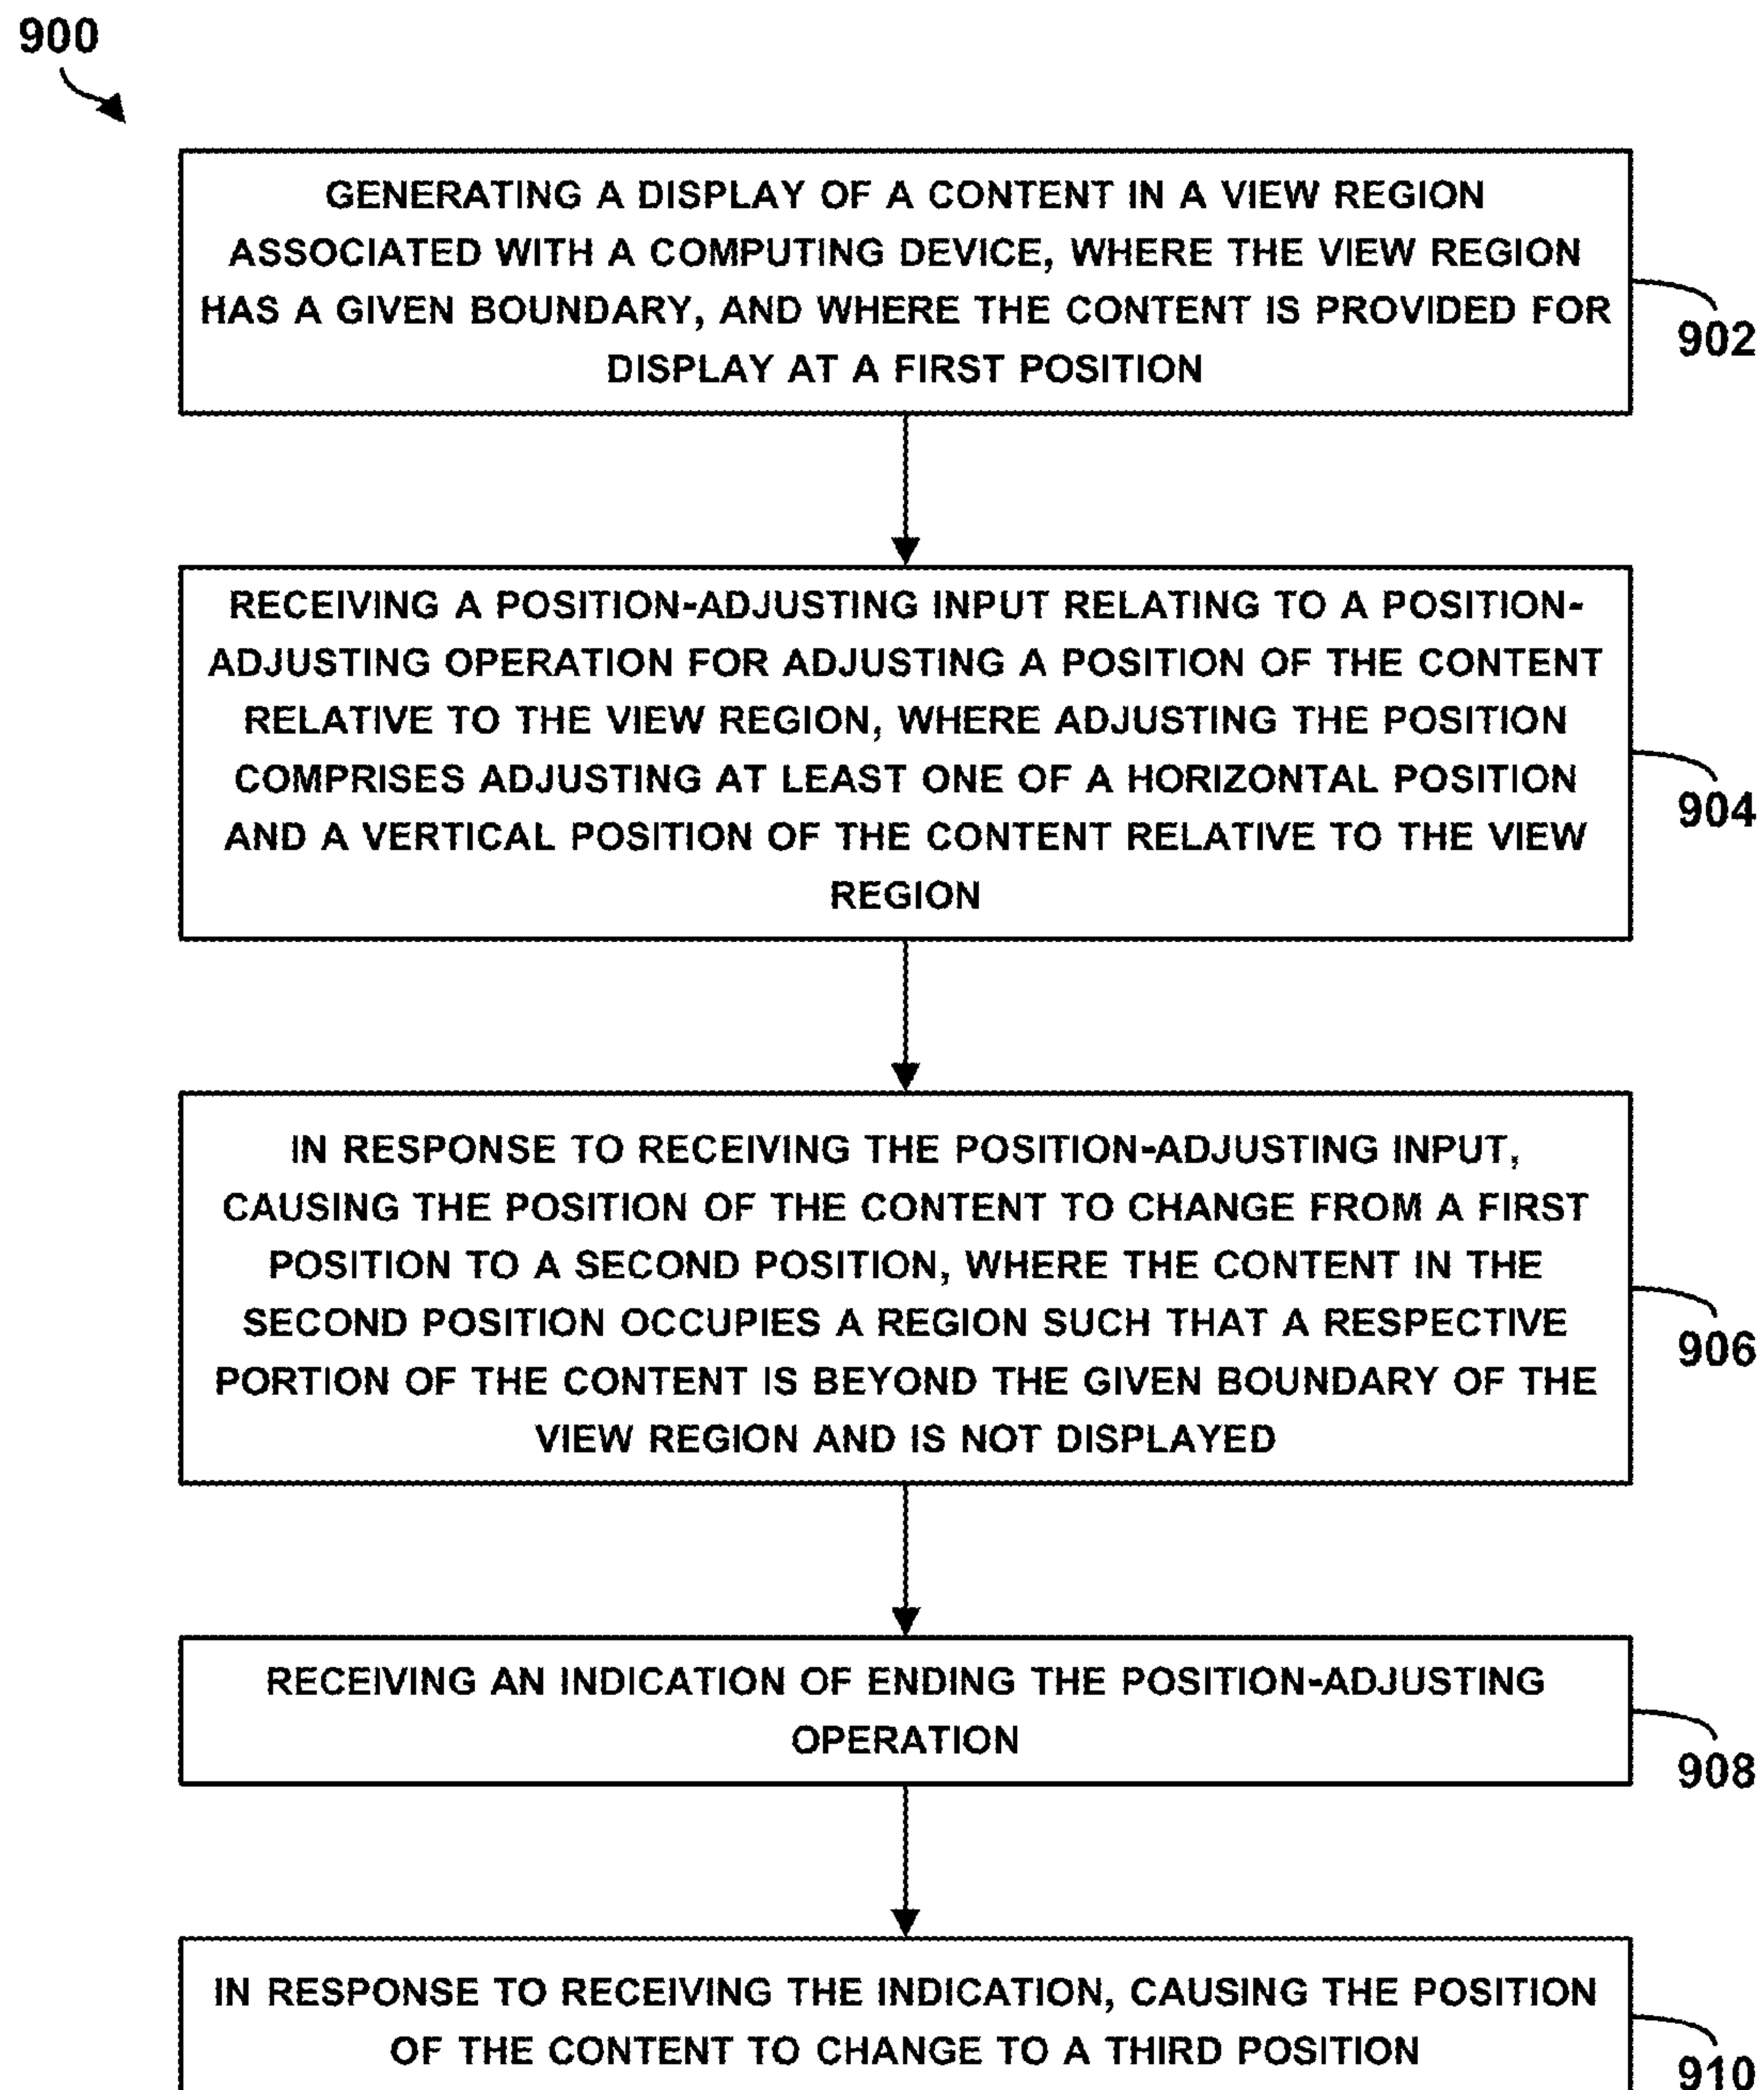 900
GENERATING A DISPLAY OF A CONTENT IN A VIEW REGION
ASSOCIATED WITH A COMPUTING DEVICE, WHERE THE VIEW REGION
HAS A GIVEN BOUNDARY, AND WHERE THE CONTENT IS PROVIDED FOR
DISPLAY AT A FIRST POSITION
902
RECEIVING A POSITION-ADJUSTING INPUT RELATING TO A POSITION-
ADJUSTING OPERATION FOR ADJUSTING A POSITION OF THE CONTENT
RELATIVE TO THE VIEW REGION, WHERE ADJUSTING THE POSITION
COMPRISES ADJUSTING AT LEAST ONE OF A HORIZONTAL POSITION
AND A VERTICAL POSITION OF THE CONTENT RELATIVE TO THE VIEW
REGION
904
IN RESPONSE TO RECEIVING THE POSITION-ADJUSTING INPUT,
CAUSING THE POSITION OF THE CONTENT TO CHANGE FROM A FIRST
POSITION TO A SECOND POSITION, WHERE THE CONTENT IN THE
SECOND POSITION OCCUPIES A REGION SUCH THAT A RESPECTIVE
PORTION OF THE CONTENT IS BEYOND THE GIVEN BOUNDARY OF THE
VIEW REGION AND IS NOT DISPLAYED
906
RECEIVING AN INDICATION OF ENDING THE POSITION-ADJUSTING
OPERATION
908
IN RESPONSE TO RECEIVING THE INDICATION, CAUSING THE POSITION
OF THE CONTENT TO CHANGE TO A THIRD POSITION
910